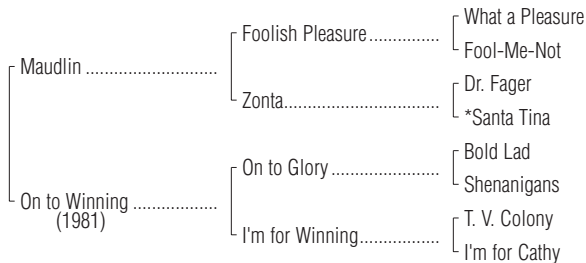 What a Pleasure
Foolish Pleasure...............
Fool-Me-Not
Maudlin ............................
Dr. Fager
Zonta.................................
*Santa Tina
Bold Lad
On to Glory .......................
Shenanigans
On to Winning ..................
(1981)
T. V. Colony
I'm for Winning.................
I'm for Cathy